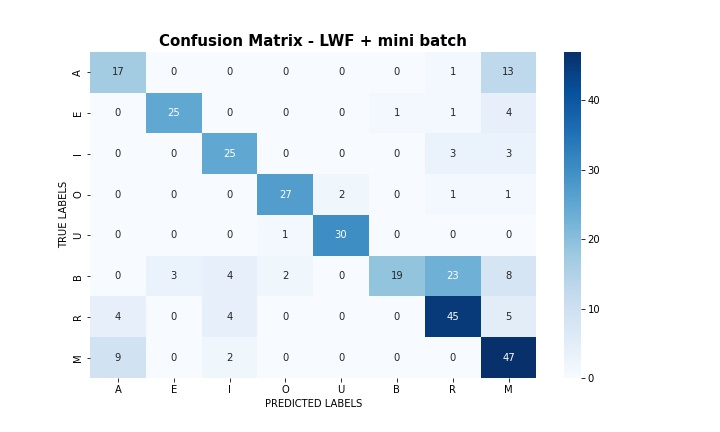 Confusion Matrix - LWF + mini batch
A 17 0 0 0 0 0 1 13
E 0 25 0 0 0 1 1 4
I 0 0 25 0 0 0 3 3
O 0 0 0 27 2 0 1 1
U 0 0 0 1 30 0 0 0
B 0 3 4 2 0 19 23 8
R 4 0 4 0 0 0 45 5
M 9 0 2 0 0 0 0 47
A E I O U B R M
TRUE LABELS
PREDICTED LABELS
40
30
20
10
0